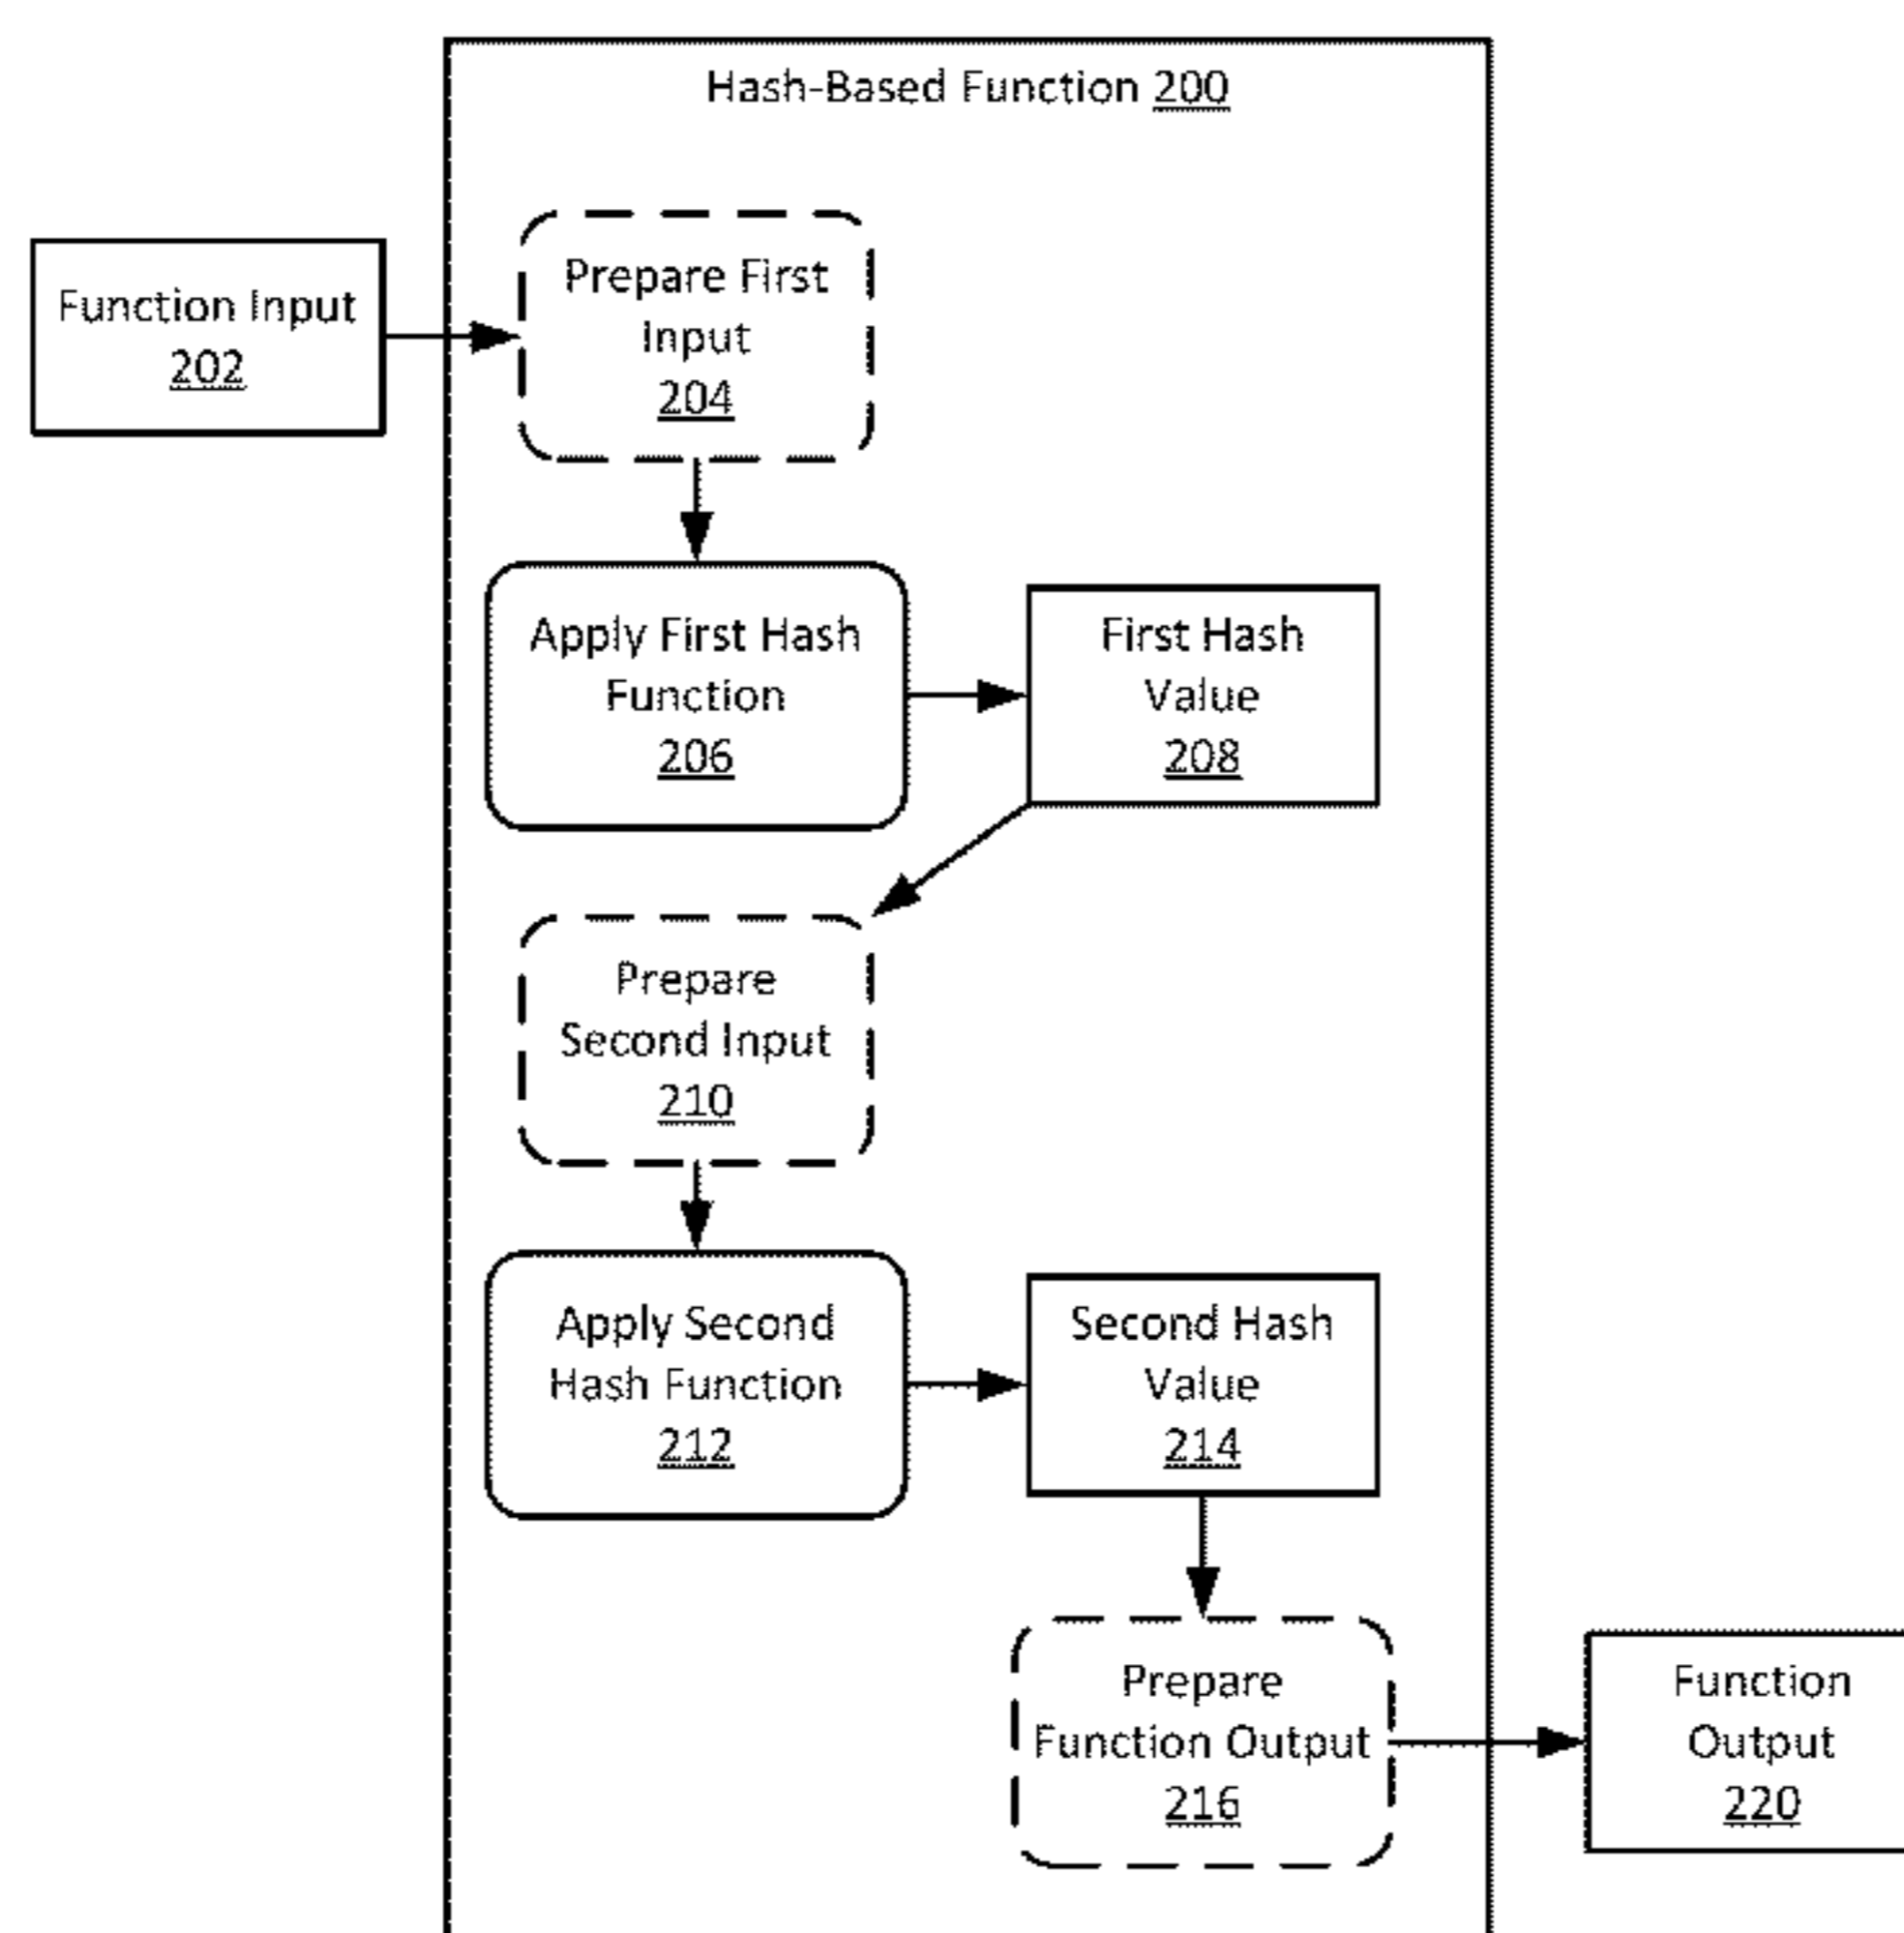 Hash-Based Function 200
Function Input
202
Prepare First
Input
204
Apply First Hash
Function
206
First Hash
Value
208
Prepare
Second Input
210
Apply Second
Hash Function
212
Second Hash
Value
214
Prepare
Function Output
216
Function
Output
220